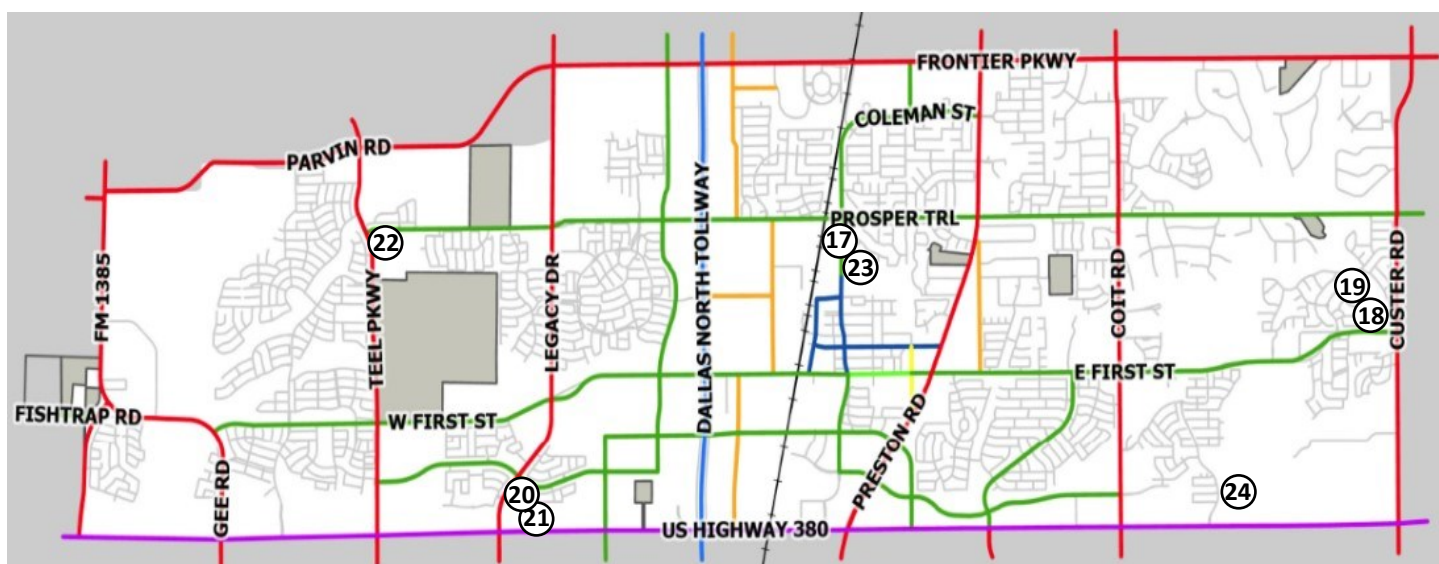 FRONTIER PKWY
COLEMAN ST
PARVIN RD
DALLAS NORTH TOLLWAY
PROSPER TRL
17
22
23
FM 1385
TEEL PKWY
LEGACY DR
COIT RD
CUSTER RD
19
18
E FIRST ST
FISHTRAP RD
W FIRST ST
PRESTON RD
GEE RD
20
21
24
US HIGHWAY 380